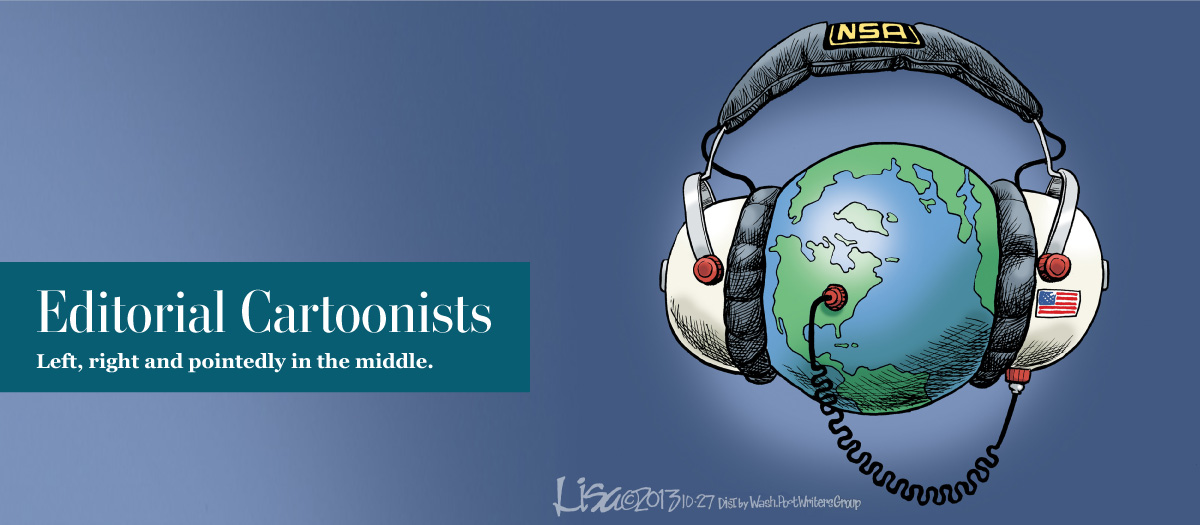 NSA
Editorial Cartoonists
Left, right and pointedly in the middle.
Lisa©2013 10-27 Dist by Wash.Post Writers Group